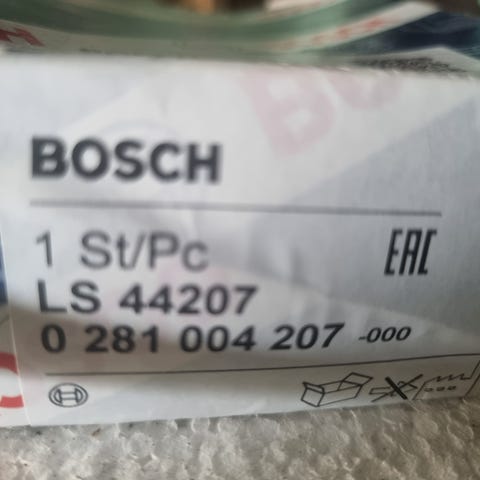 BOSCH
1 St/Pc
EAC
LS 44207
0 281 004 207 -000